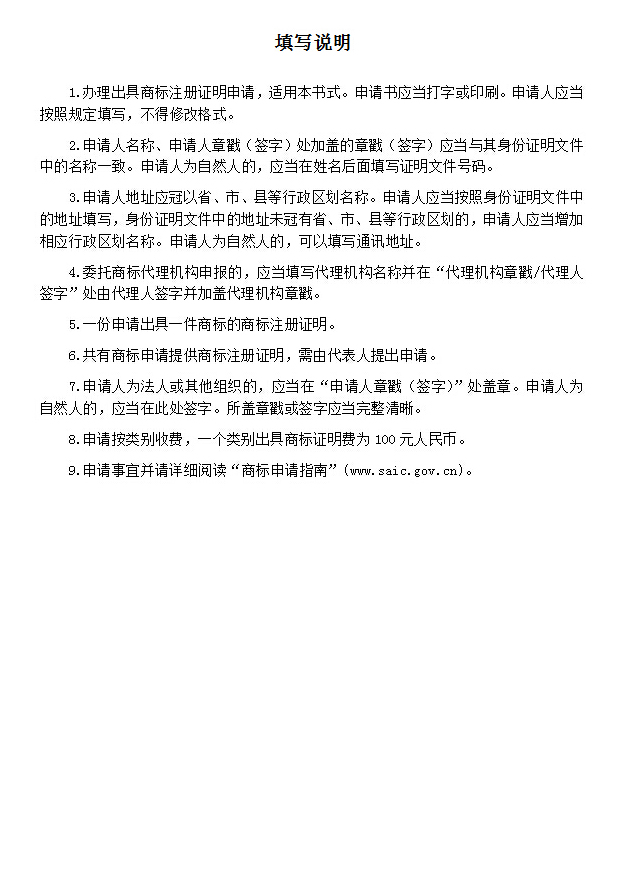 填写说明
1.办理出具商标注册证明申请，适用本书式。申请书应当打字或印刷。申请人应当
按照规定填写，不得修改格式。
2.申请人名称、申请人章戳（签字）处加盖的章戳（签字）应当与其身份证明文件
中的名称一致。申请人为自然人的，应当在姓名后面填写证明文件号码。
3.申请人地址应冠以省、市、县等行政区划名称。申请人应当按照身份证明文件中
的地址填写，身份证明文件中的地址未冠有省、市、县等行政区划的，申请人应当增加
相应行政区划名称。申请人为自然人的，可以填写通讯地址。
4.委托商标代理机构申报的，应当填写代理机构名称并在“代理机构章戳/代理人
签字”处由代理人签字并加盖代理机构章戳。
5.一份申请出具一件商标的商标注册证明。
6.共有商标申请提供商标注册证明，需由代表人提出申请。
7.申请人为法人或其他组织的，应当在“申请人章戳（签字）”处盖章。申请人为
自然人的，应当在此处签字。所盖章戳或签字应当完整清晰。
8.申请按类别收费，一个类别出具商标证明费为 100 元人民币。
9.申请事宜并请详细阅读“商标申请指南”(www.saic.gov.cn)。